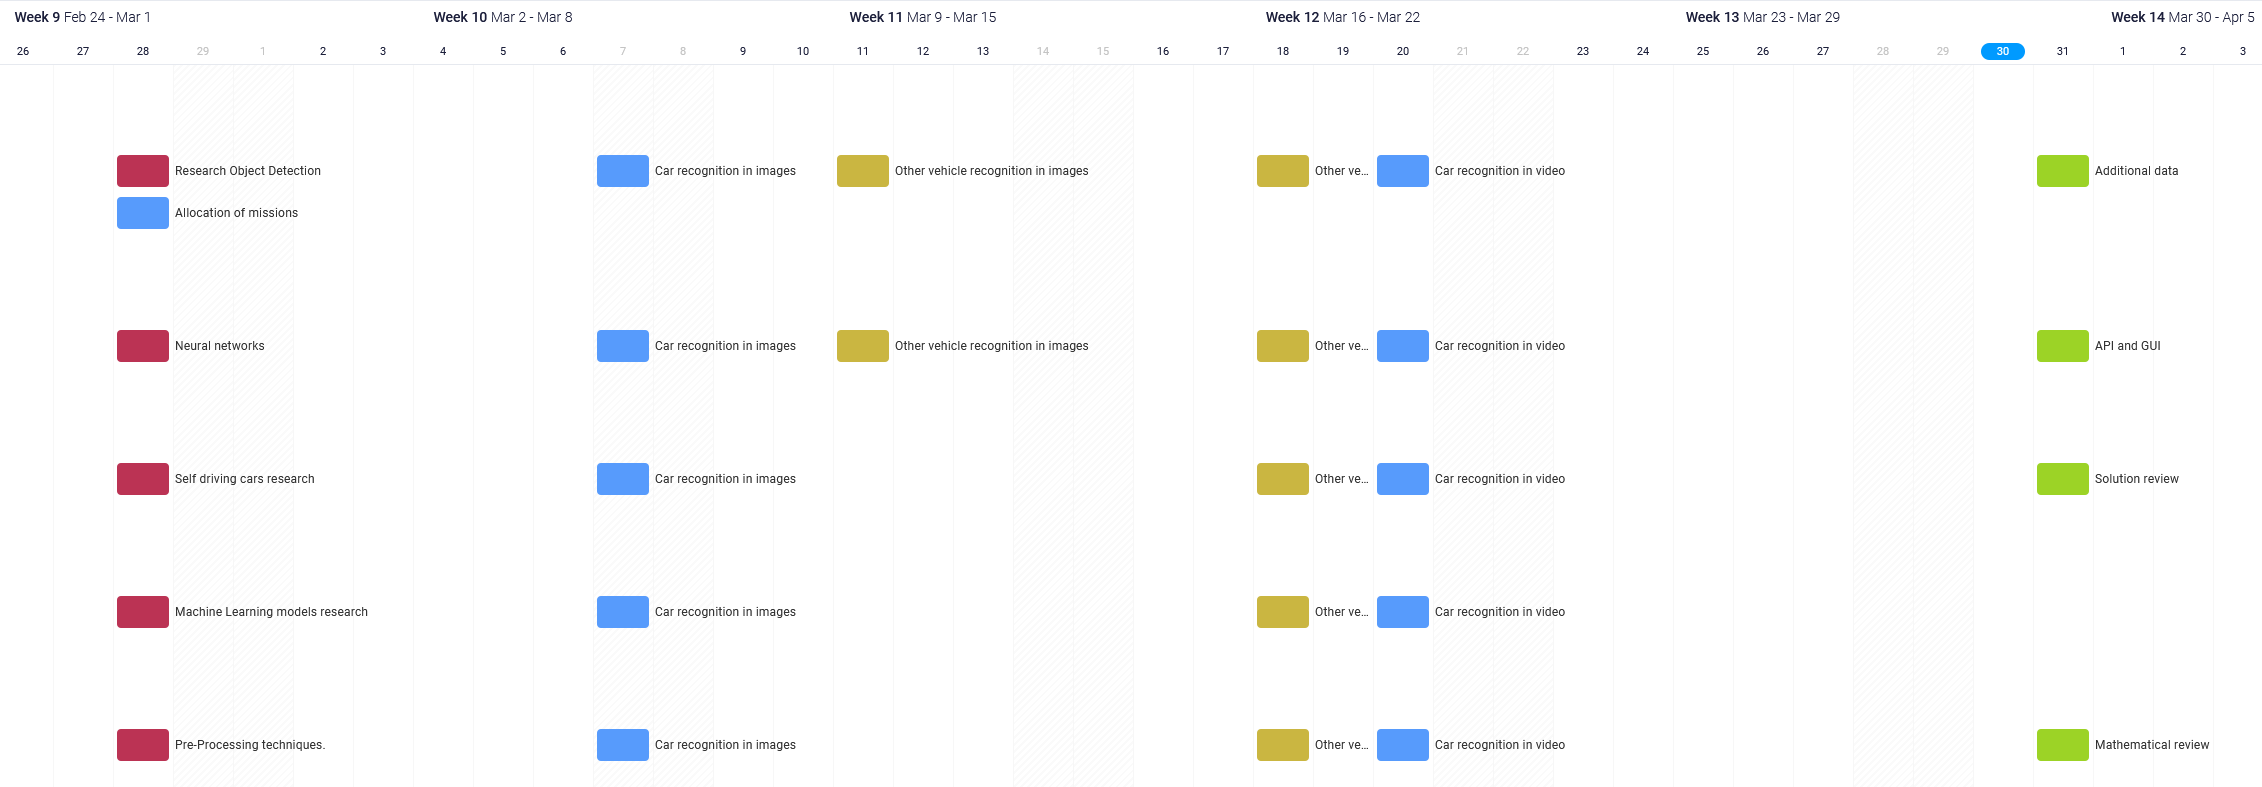 Week 9 Feb 24 - Mar 1 Week 10 Mar 2 - Mar 8 Week 11 Mar 9 - Mar 15 Week 12 Mar 16 - Mar 22 Week 13 Mar 23 - Mar 29 Week 14 Mar 30 - Apr 5
26 27 28 29 1 2 3 4 5 6 7 8 9 10 11 12 13 14 15 16 17 18 19 20 21 22 23 24 25 26 27 28 29 30 31 1 2 3
Research Object Detection Car recognition in images Other vehicle recognition in images Other ve... Car recognition in video Additional data
Allocation of missions
Neural networks Car recognition in images Other vehicle recognition in images Other ve... Car recognition in video API and GUI
Self driving cars research Car recognition in images Other ve... Car recognition in video Solution review
Machine Learning models research Car recognition in images Other ve... Car recognition in video
Pre-Processing techniques. Car recognition in images Other ve... Car recognition in video Mathematical review